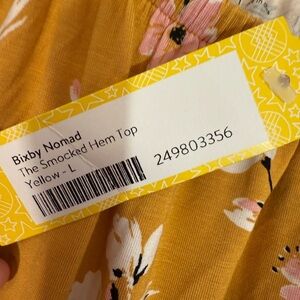 Bixby Nomad
The Smocked Hem Top
Yellow - L
249803356